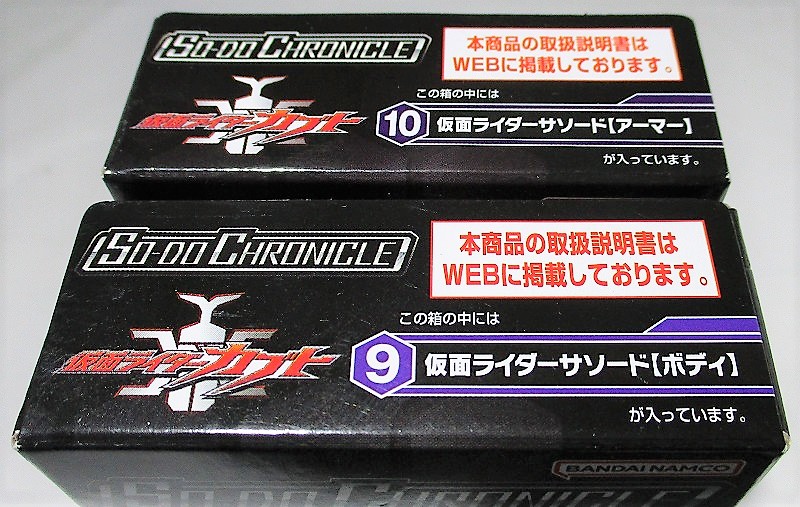 SO-DO CHRONICLE
本商品の取扱説明書は
WEBに掲載しております。
この箱の中には
仮面ライダーカブト
10 仮面ライダーサソード【アーマー】
が入っています。
SO-DO CHRONICLE
本商品の取扱説明書は
WEBに掲載しております。
この箱の中には
仮面ライダーカブト
9 仮面ライダーサソード【ボディ】
が入っています。
BANDAI NAMCO
SO-DO CHRONICLE